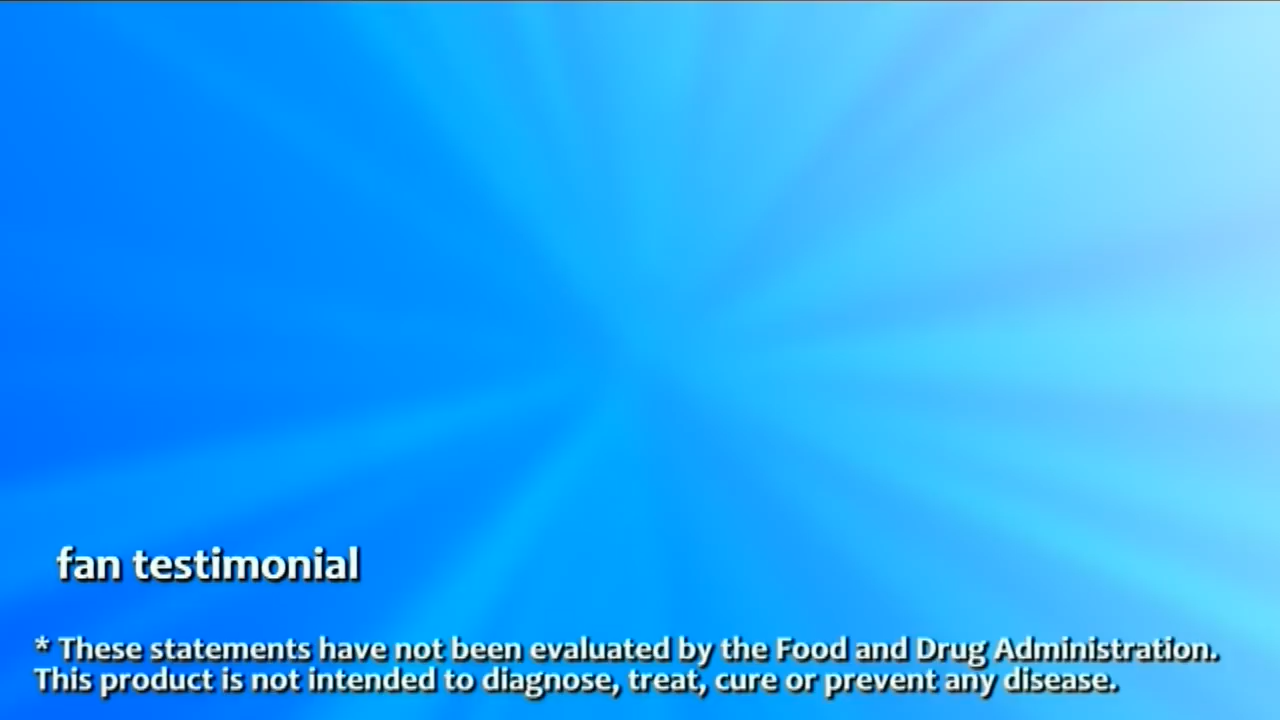 fan testimonial
* These statements have not been evaluated by the Food and Drug Administration.
This product is not intended to diagnose, treat, cure or prevent any disease.